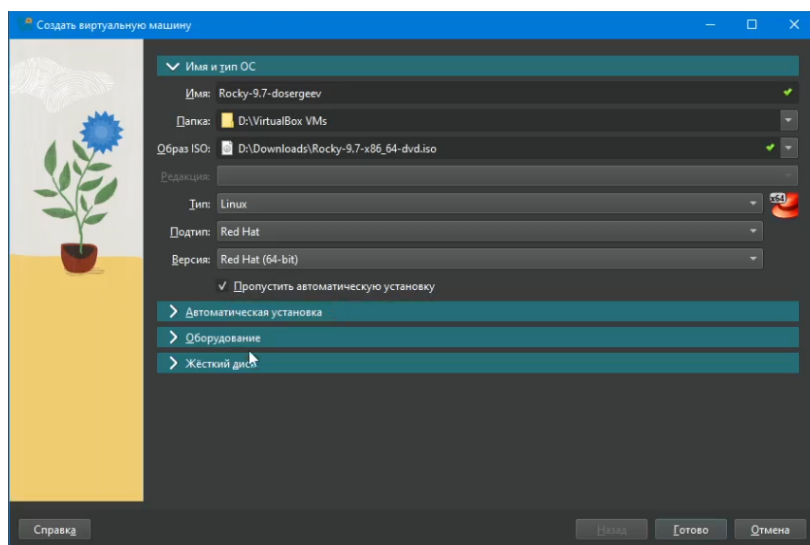 Создать виртуальную машину
Имя и тип ОС
Имя: Rocky-9.7-dosergeev
Папка: D:\VirtualBox VMs
Образ ISO: D:\Downloads\Rocky-9.7-x86_64-dvd.iso
Редакция:
Тип: Linux
x64
Подтип: Red Hat
Версия: Red Hat (64-bit)
Пропустить автоматическую установку
Автоматическая установка
Оборудование
Жёсткий диск
Справка Назад Готово Отмена